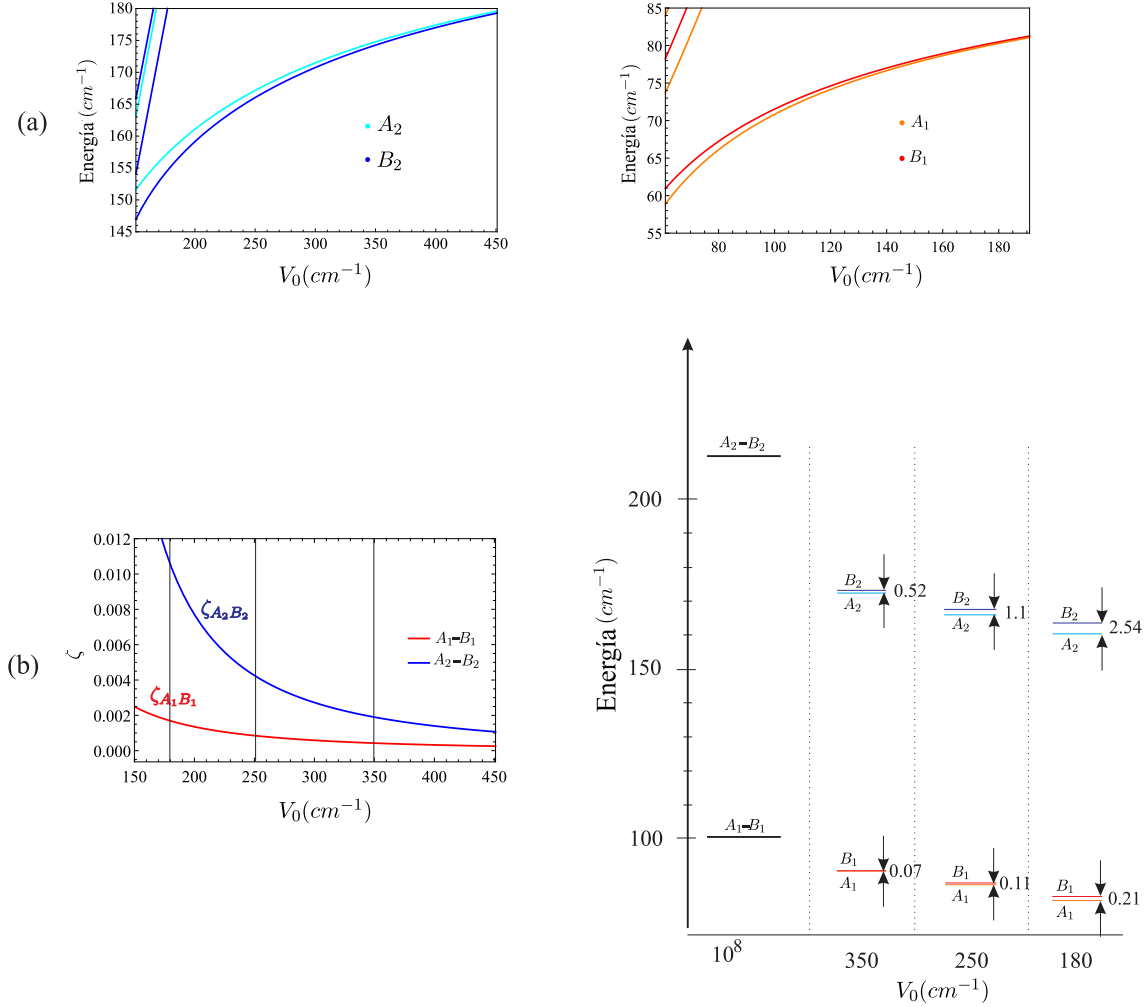 (a)
Energía (cm⁻¹)
180
175
170
165
160
155
150
145
A₂
B₂
200 250 300 350 400 450
V₀(cm⁻¹)
Energía (cm⁻¹)
85
80
75
70
65
60
55
A₁
B₁
80 100 120 140 160 180
V₀(cm⁻¹)
(b)
ζ
0.012
0.010
0.008
0.006
0.004
0.002
0.000
ζA₂B₂
ζA₁B₁
A₁−B₁
A₂−B₂
150 200 250 300 350 400 450
V₀(cm⁻¹)
Energía (cm⁻¹)
200
150
100
A₂−B₂
B₂
A₂
0.52
B₂
A₂
1.1
B₂
A₂
2.54
A₁−B₁
B₁
A₁
0.07
B₁
A₁
0.11
B₁
A₁
0.21
10⁸ 350 250 180
V₀(cm⁻¹)